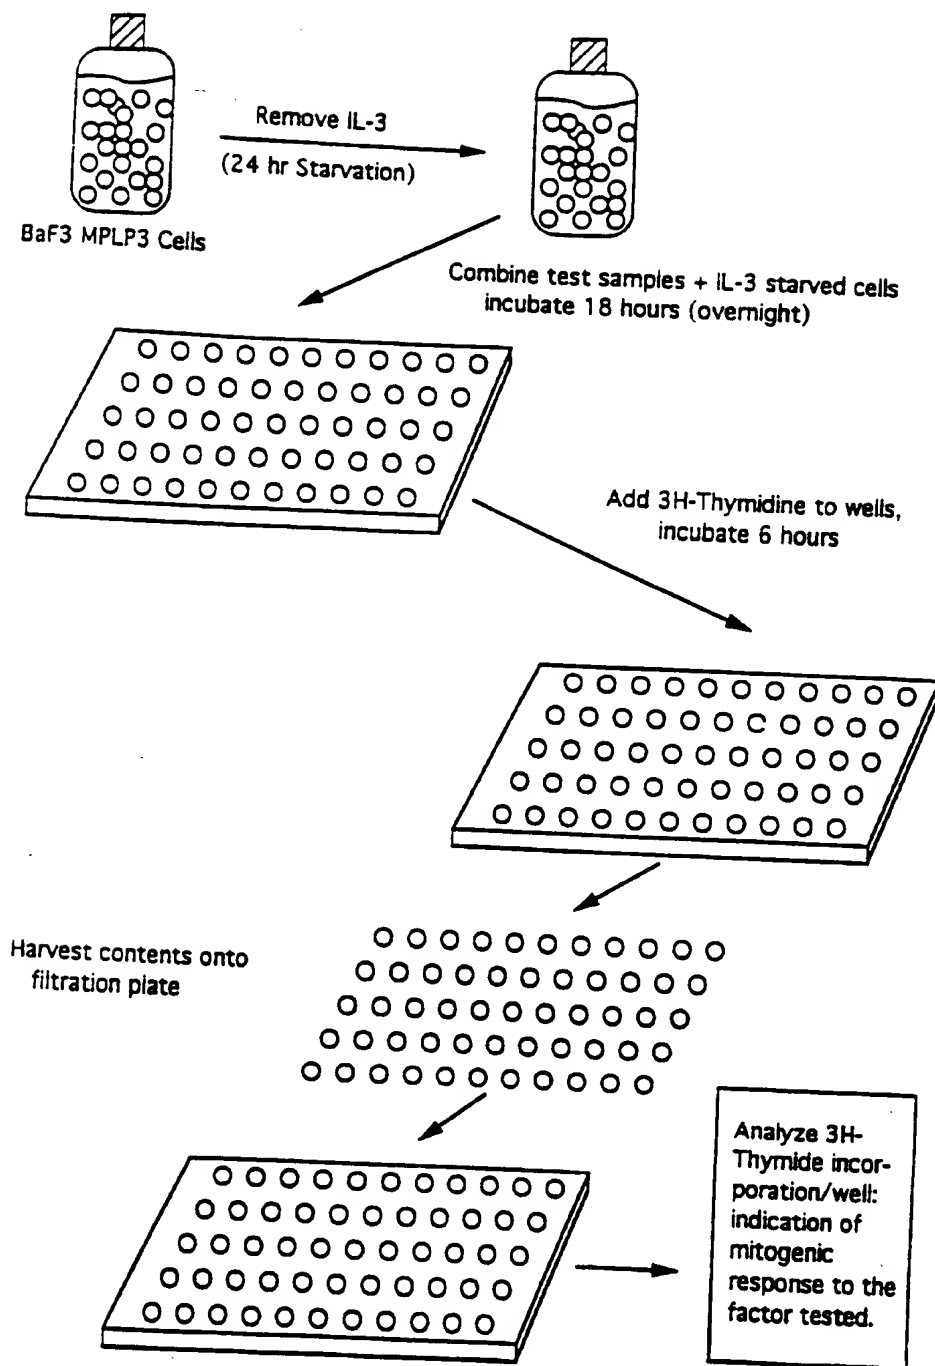 Remove IL-3
(24 hr Starvation)
BaF3 MPLP3 Cells
Combine test samples + IL-3 starved cells
incubate 18 hours (overnight)
Add 3H-Thymidine to wells,
incubate 6 hours
Harvest contents onto
filtration plate
Analyze 3H-
Thymide incor-
poration/well:
indication of
mitogenic
response to the
factor tested.